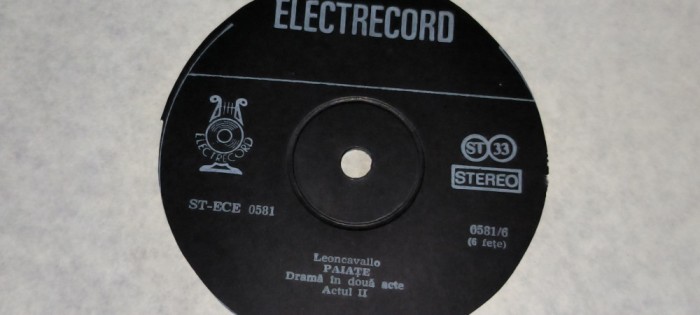 ELECTRECORD
ELECTRECORD
ST 33
STEREO
ST-ECE 0581
0581/6
(6 fețe)
Leoncavallo
PAIAȚE
Dramă în două acte
Actul II